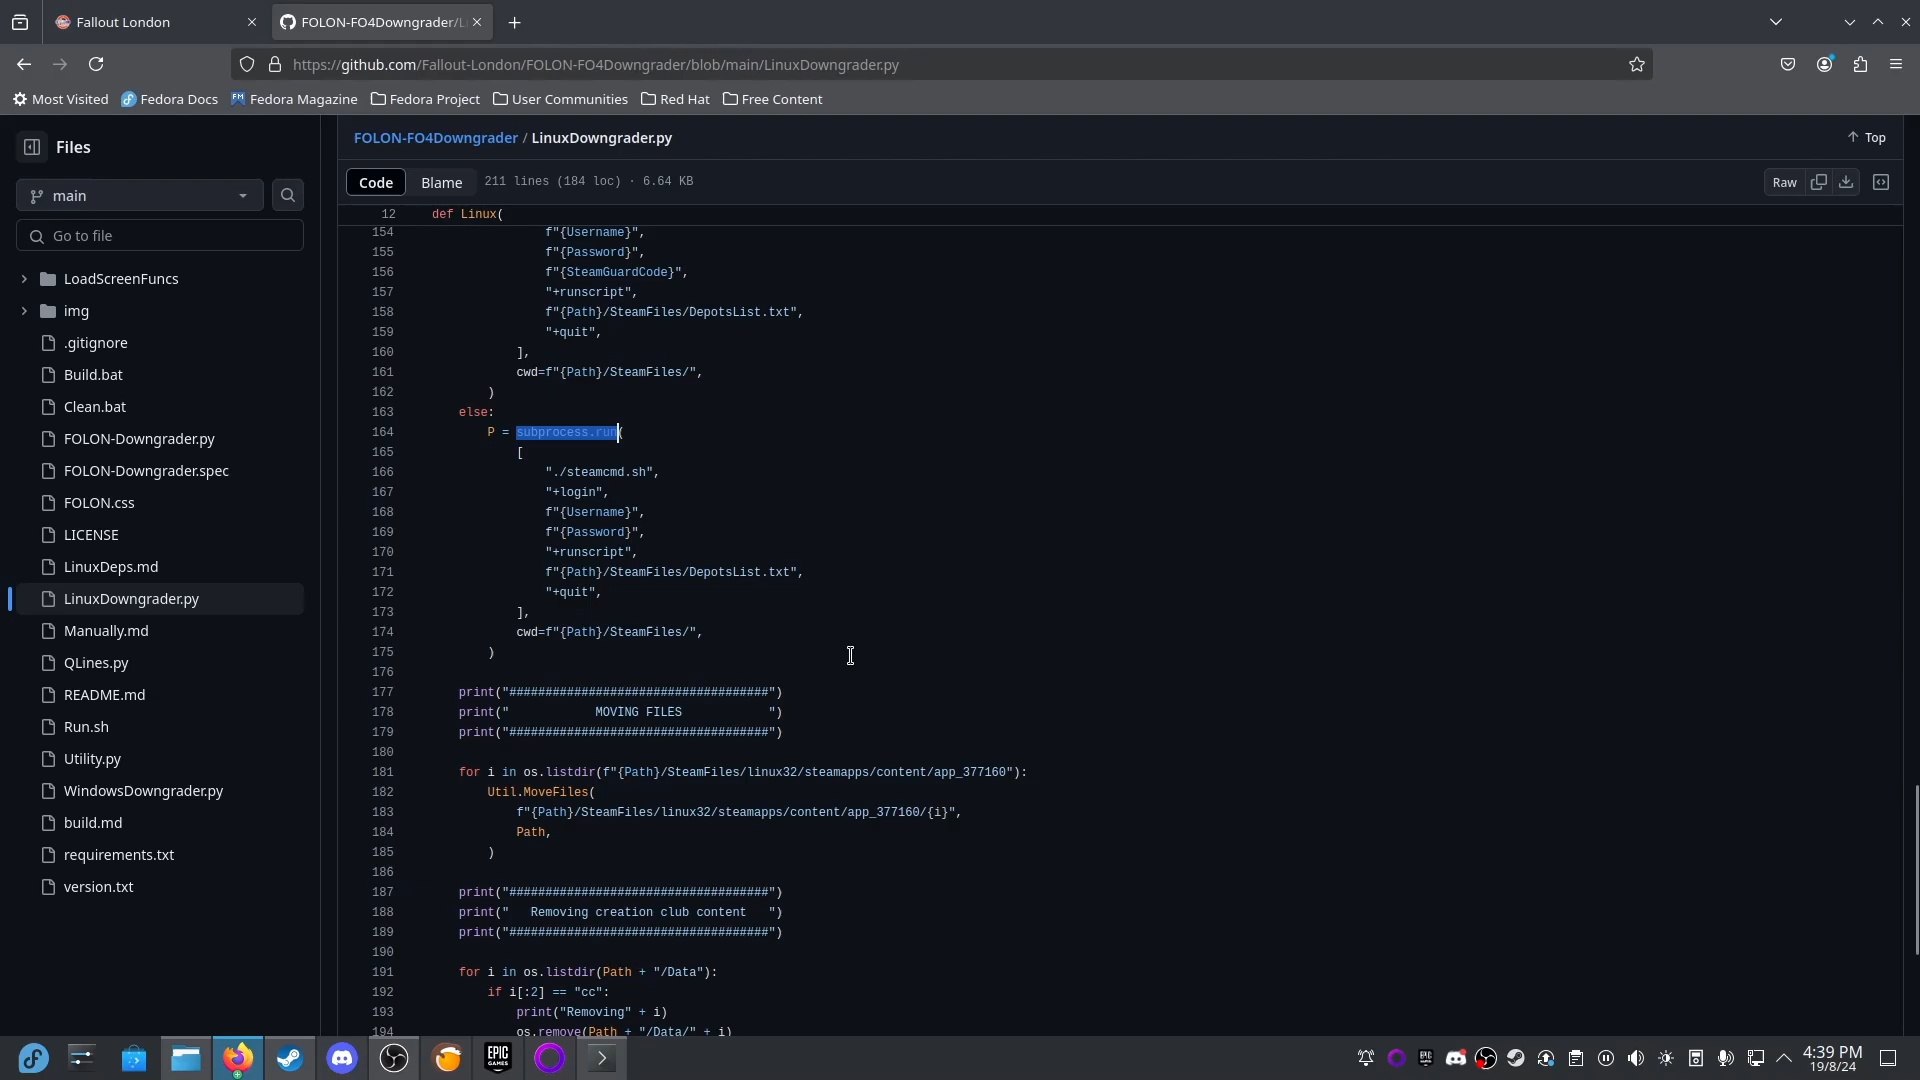 Fallout London
FOLON-FO4Downgrader/Li
https://github.com/Fallout-London/FOLON-FO4Downgrader/blob/main/LinuxDowngrader.py
Most Visited
Fedora Docs
Fedora Magazine
Fedora Project
User Communities
Red Hat
Free Content
Files
main
Go to file
LoadScreenFuncs
img
.gitignore
Build.bat
Clean.bat
FOLON-Downgrader.py
FOLON-Downgrader.spec
FOLON.css
LICENSE
LinuxDeps.md
LinuxDowngrader.py
Manually.md
QLines.py
README.md
Run.sh
Utility.py
WindowsDowngrader.py
build.md
requirements.txt
version.txt
FOLON-FO4Downgrader / LinuxDowngrader.py
Top
Code Blame 211 lines (184 loc) · 6.64 KB
Raw
12 def Linux(
154 f"{Username}",
155 f"{Password}",
156 f"{SteamGuardCode}",
157 "+runscript",
158 f"{Path}/SteamFiles/DepotsList.txt",
159 "+quit",
160 ],
161 cwd=f"{Path}/SteamFiles/",
162 )
163 else:
164 P = subprocess.run(
165 [
166 "./steamcmd.sh",
167 "+login",
168 f"{Username}",
169 f"{Password}",
170 "+runscript",
171 f"{Path}/SteamFiles/DepotsList.txt",
172 "+quit",
173 ],
174 cwd=f"{Path}/SteamFiles/",
175 )
176
177 print("####################################")
178 print("            MOVING FILES            ")
179 print("####################################")
180
181 for i in os.listdir(f"{Path}/SteamFiles/linux32/steamapps/content/app_377160"):
182 Util.MoveFiles(
183 f"{Path}/SteamFiles/linux32/steamapps/content/app_377160/{i}",
184 Path,
185 )
186
187 print("####################################")
188 print("   Removing creation club content   ")
189 print("####################################")
190
191 for i in os.listdir(Path + "/Data"):
192 if i[:2] == "cc":
193 print("Removing" + i)
194 os.remove(Path + "/Data/" + i)
EPIC
GAMES
4:39 PM
19/8/24